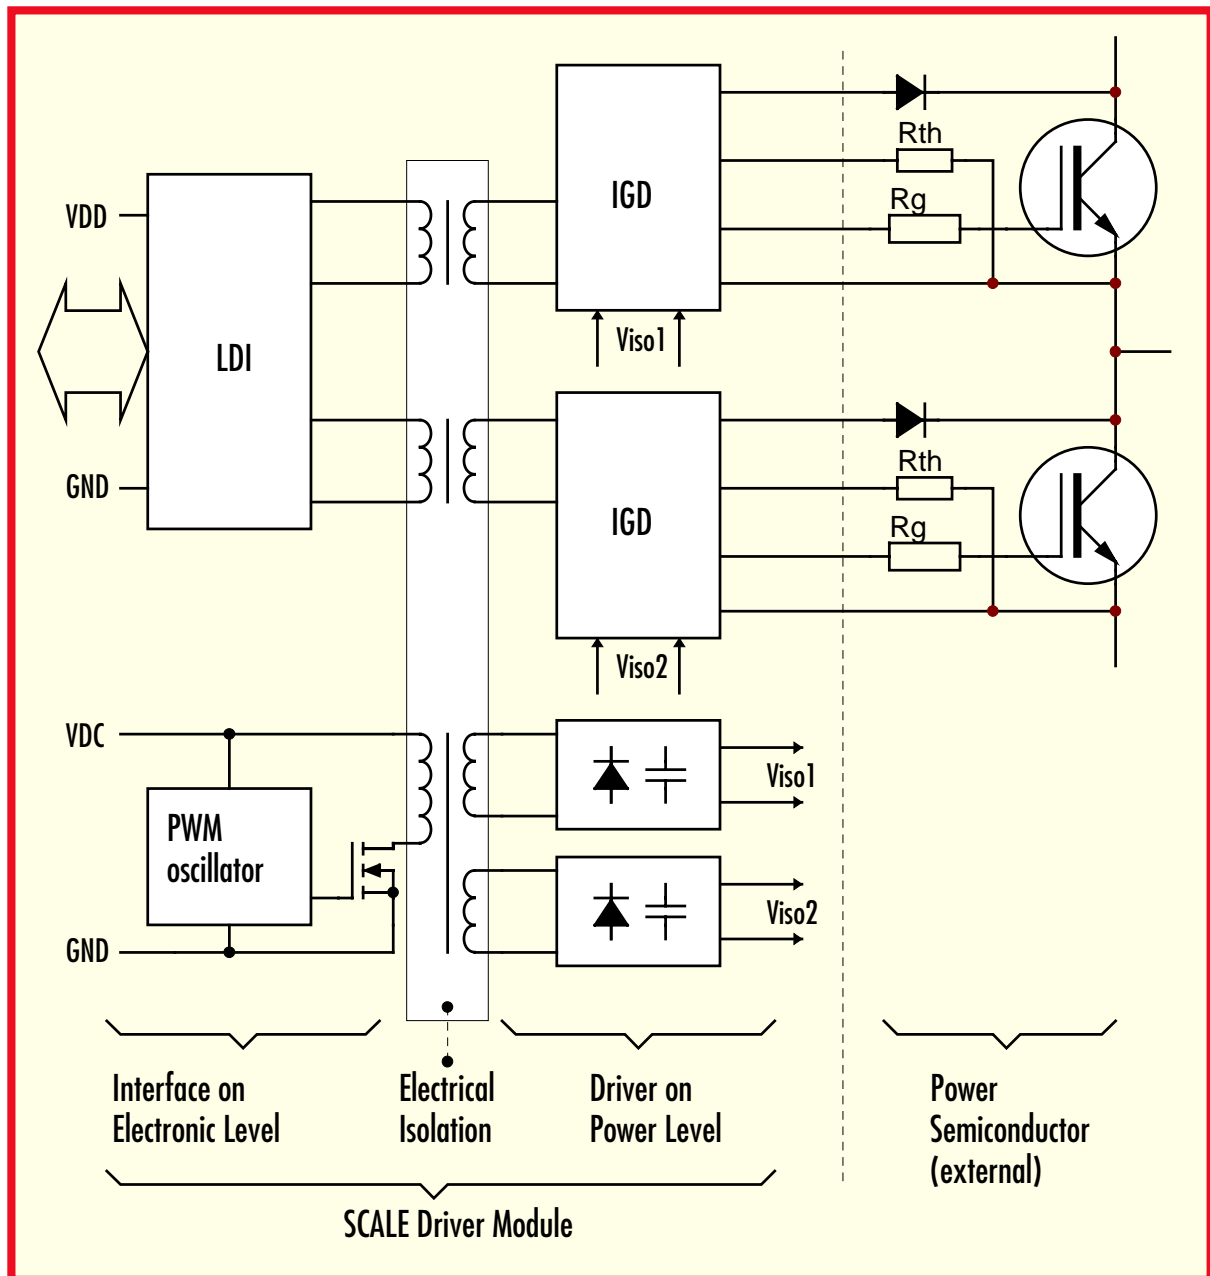 VDD
LDI
GND
IGD
Viso1
Rth
Rg
IGD
Viso2
Rth
Rg
VDC
PWM
oscillator
GND
Viso1
Viso2
Interface on
Electronic Level
Electrical
Isolation
Driver on
Power Level
Power
Semiconductor
(external)
SCALE Driver Module